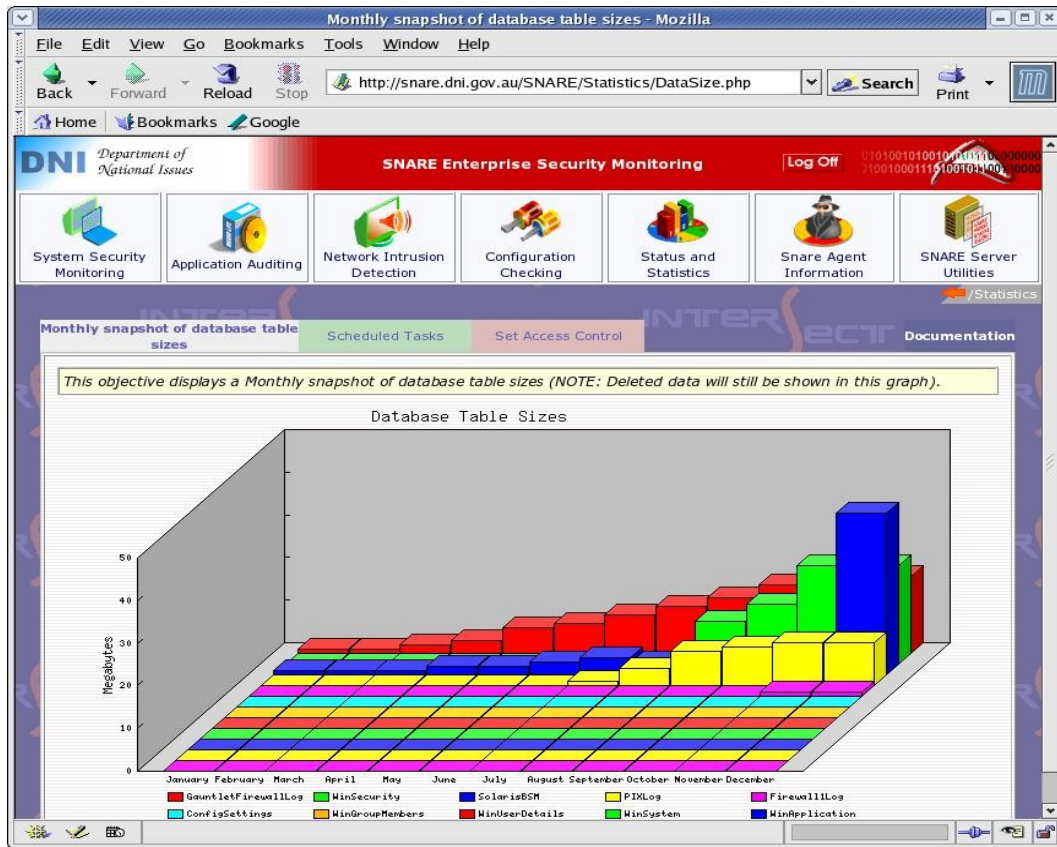 Monthly snapshot of database table sizes - Mozilla
File Edit View Go Bookmarks Tools Window Help
Back Forward Reload Stop http://snare.dni.gov.au/SNARE/Statistics/DataSize.php Search Print
Home Bookmarks Google
DNI Department of National Issues SNARE Enterprise Security Monitoring Log Off
System Security Monitoring
Application Auditing
Network Intrusion Detection
Configuration Checking
Status and Statistics
Snare Agent Information
SNARE Server Utilities
/Statistics
Monthly snapshot of database table sizes
Scheduled Tasks
Set Access Control
INTERSECT
Documentation
This objective displays a Monthly snapshot of database table sizes (NOTE: Deleted data will still be shown in this graph).
Database Table Sizes
50
40
30
20
10
0
Megabytes
January February March April May June July August September October November December
GauntletFirewallLog WinSecurity SolarisBSM PIXLog Firewall1Log
ConfigSettings WinGroupMembers WinUserDetails WinSystem WinApplication